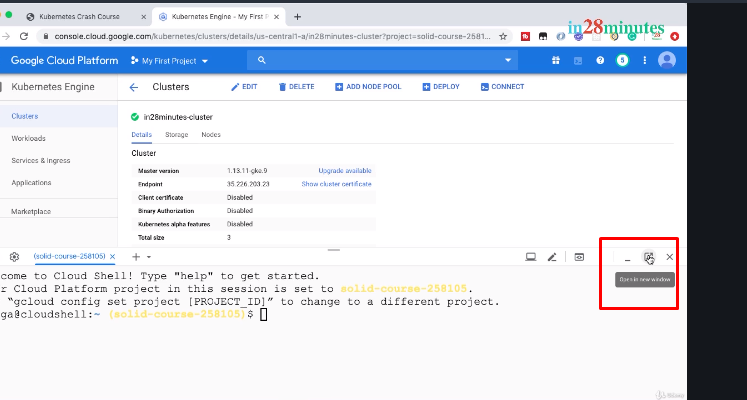 Kubernetes Crash Course
Kubernetes Engine - My First P
in28minutes
console.cloud.google.com/kubernetes/clusters/details/us-central1-a/in28minutes-cluster?project=solid-course-2581...
Google Cloud Platform
My First Project
5
Kubernetes Engine
Clusters
EDIT
DELETE
ADD NODE POOL
DEPLOY
CONNECT
Clusters
Workloads
Services & Ingress
Applications
Marketplace
in28minutes-cluster
Details
Storage
Nodes
Cluster
Master version 1.13.11-gke.9 Upgrade available
Endpoint 35.226.203.23 Show cluster certificate
Client certificate Disabled
Binary Authorization Disabled
Kubernetes alpha features Disabled
Total size 3
(solid-course-258105)
Open in new window
come to Cloud Shell! Type "help" to get started.
r Cloud Platform project in this session is set to solid-course-258105.
"gcloud config set project [PROJECT_ID]" to change to a different project.
ga@cloudshell:~ (solid-course-258105)$